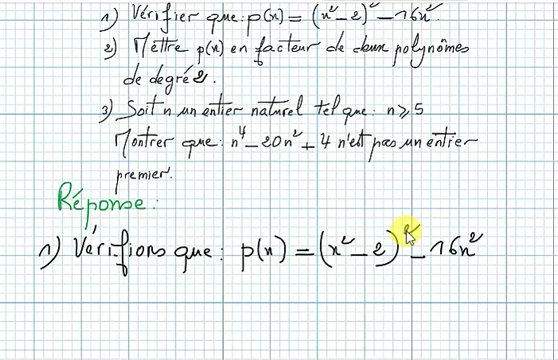 1) Vérifier que: p(x) = (x² - 2)² - 16x².
2) Mettre p(x) en facteur de deux polynômes
de degré 2.
3) Soit n un entier naturel tel que: n ≥ 5
Montrer que: n⁴ - 20n² + 4 n'est pas un entier
premier.
Réponse:
1) Vérifions que: p(x) = (x² - 2)² - 16x²